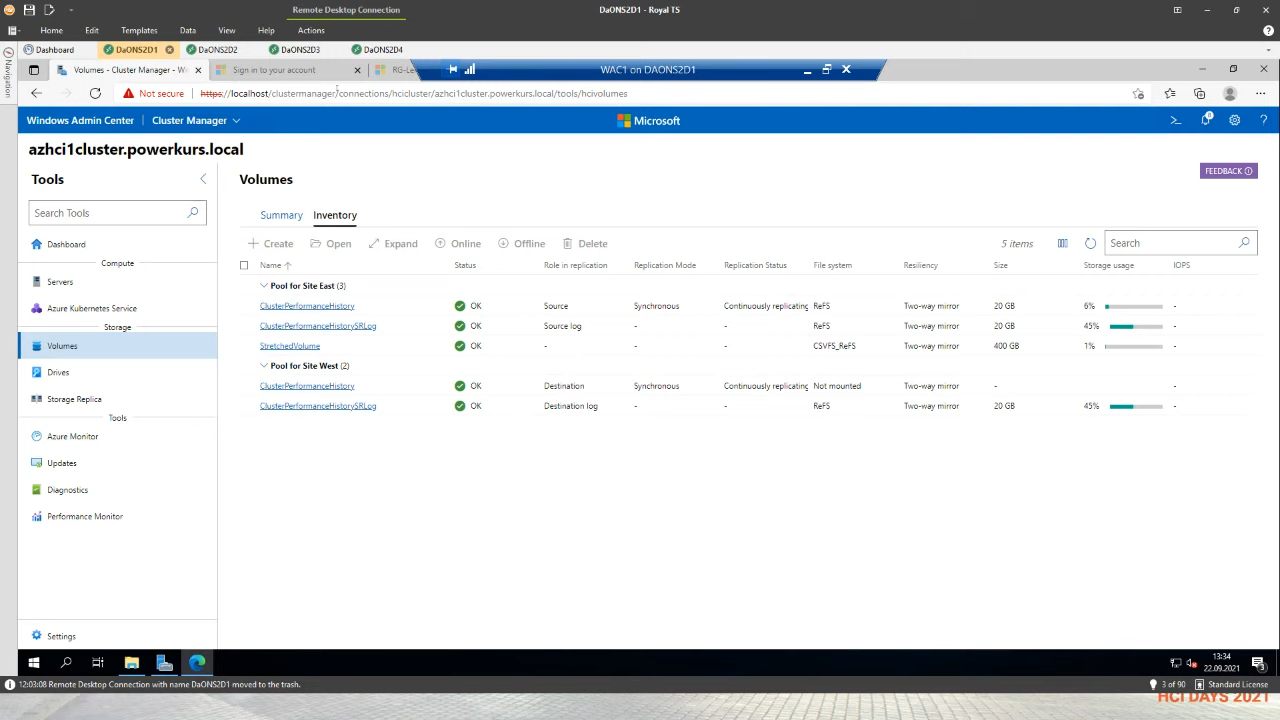 Remote Desktop Connection
DaONS2D1 - Royal TS
Home Edit Templates Data View Help Actions
Dashboard DaONS2D1 DaONS2D2 DaONS2D3 DaONS2D4
Navigation
Volumes - Cluster Manager - W
Sign in to your account
RG-Le
WAC1 on DAONS2D1
Not secure https://localhost/clustermanager/connections/hcicluster/azhci1cluster.powerkurs.local/tools/hcivolumes
Windows Admin Center Cluster Manager Microsoft
azhci1cluster.powerkurs.local
Tools
Volumes
FEEDBACK
Search Tools
Summary Inventory
Create Open Expand Online Offline Delete 5 items Search
Name Status Role in replication Replication Mode Replication Status File system Resiliency Size Storage usage IOPS
Pool for Site East (3)
ClusterPerformanceHistory OK Source Synchronous Continuously replicating ReFS Two-way mirror 20 GB 6% -
ClusterPerformanceHistorySRLog OK Source log - - ReFS Two-way mirror 20 GB 45% -
StretchedVolume OK - - - CSVFS_ReFS Two-way mirror 400 GB 1% -
Pool for Site West (2)
ClusterPerformanceHistory OK Destination Synchronous Continuously replicating Not mounted Two-way mirror - -
ClusterPerformanceHistorySRLog OK Destination log - - ReFS Two-way mirror 20 GB 45% -
Dashboard
Compute
Servers
Azure Kubernetes Service
Storage
Volumes
Drives
Storage Replica
Tools
Azure Monitor
Updates
Diagnostics
Performance Monitor
Settings
13:34
22.09.2021
12:03:08 Remote Desktop Connection with name DaONS2D1 moved to the trash.
3 of 90 Standard License
HCI DAYS 2021